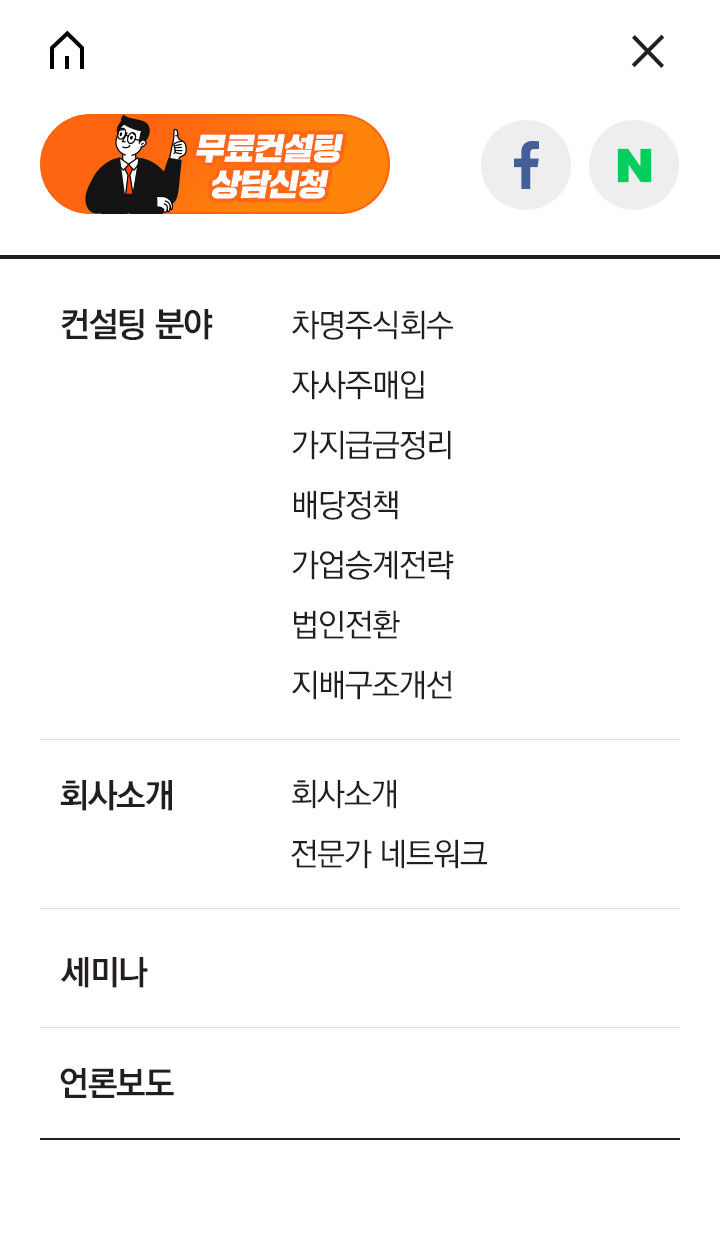 무료컨설팅
상담신청
f
N
컨설팅 분야
차명주식회수
자사주매입
가지급금정리
배당정책
가업승계전략
법인전환
지배구조개선
회사소개
회사소개
전문가 네트워크
세미나
언론보도